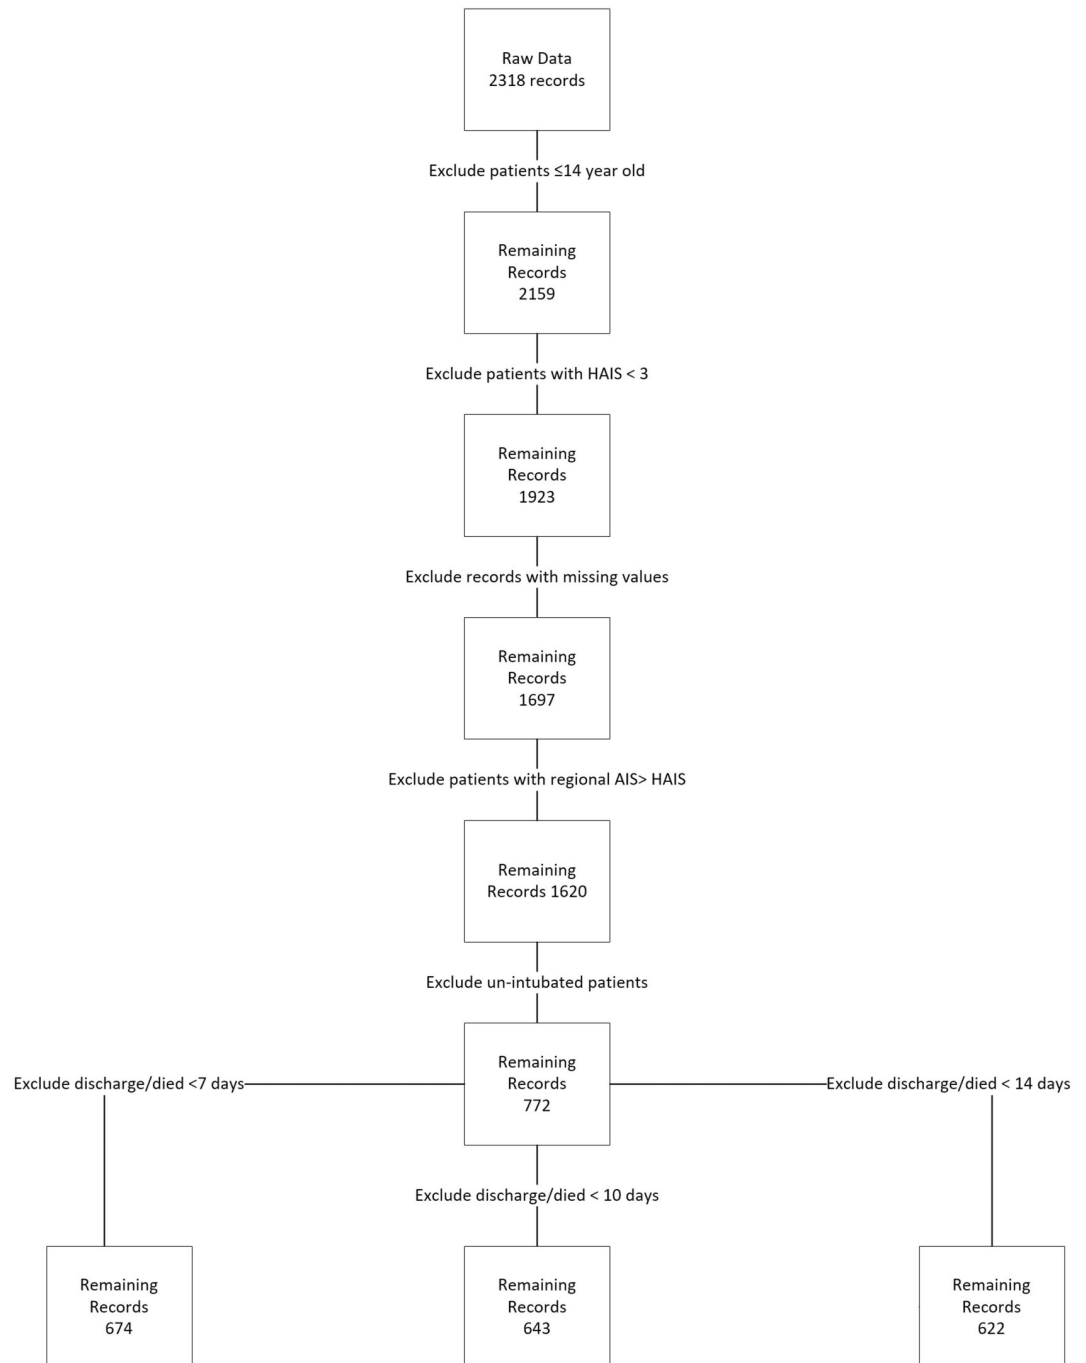 Raw Data
2318 records
Exclude patients ≤14 year old
Remaining
Records
2159
Exclude patients with HAIS < 3
Remaining
Records
1923
Exclude records with missing values
Remaining
Records
1697
Exclude patients with regional AIS> HAIS
Remaining
Records 1620
Exclude un-intubated patients
Remaining
Records
772
Exclude discharge/died <7 days
Exclude discharge/died < 14 days
Exclude discharge/died < 10 days
Remaining
Records
674
Remaining
Records
643
Remaining
Records
622